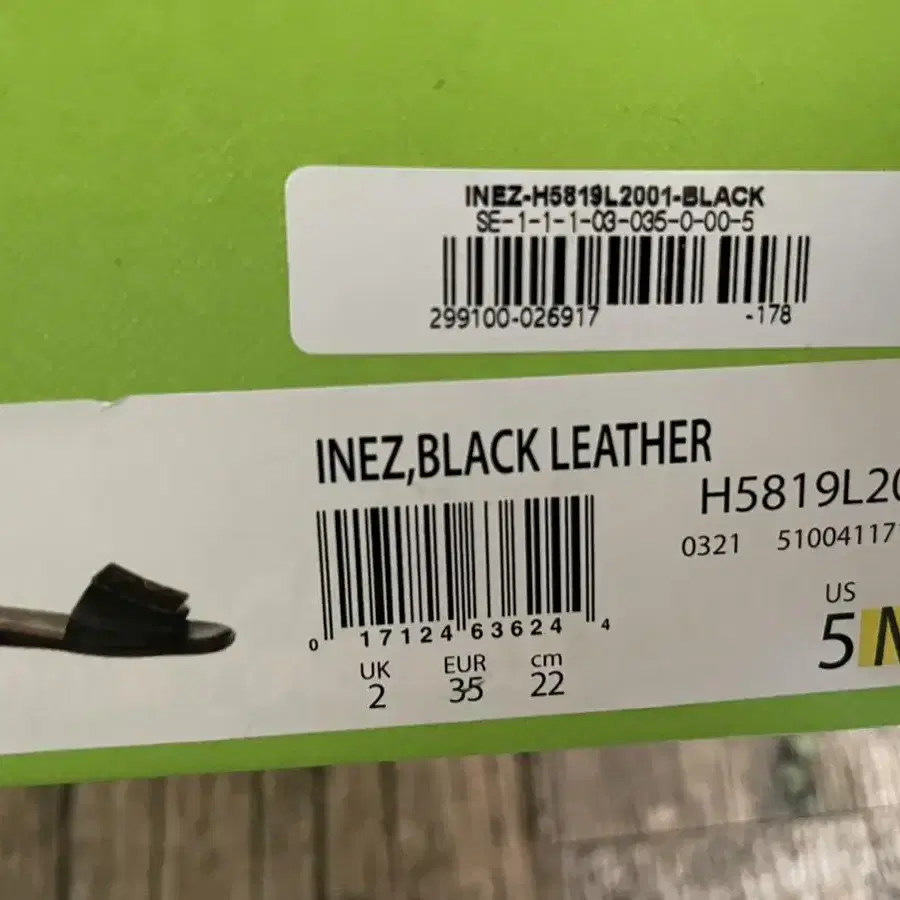 INEZ-H5819L2001-BLACK
SE-1-1-1-03-035-0-00-5
299100-026917 -178
INEZ,BLACK LEATHER
H5819L20
0321 51004117
0 17124 63624 4
UK EUR cm
2 35 22
US
5 M